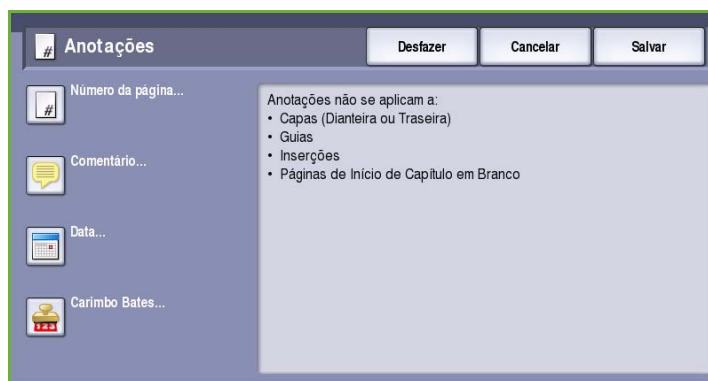 # Anotações
Desfazer
Cancelar
Salvar
# Número da página...
Comentário...
Data...
123 Carimbo Bates...
Anotações não se aplicam a:
• Capas (Dianteira ou Traseira)
• Guias
• Inserções
• Páginas de Início de Capítulo em Branco